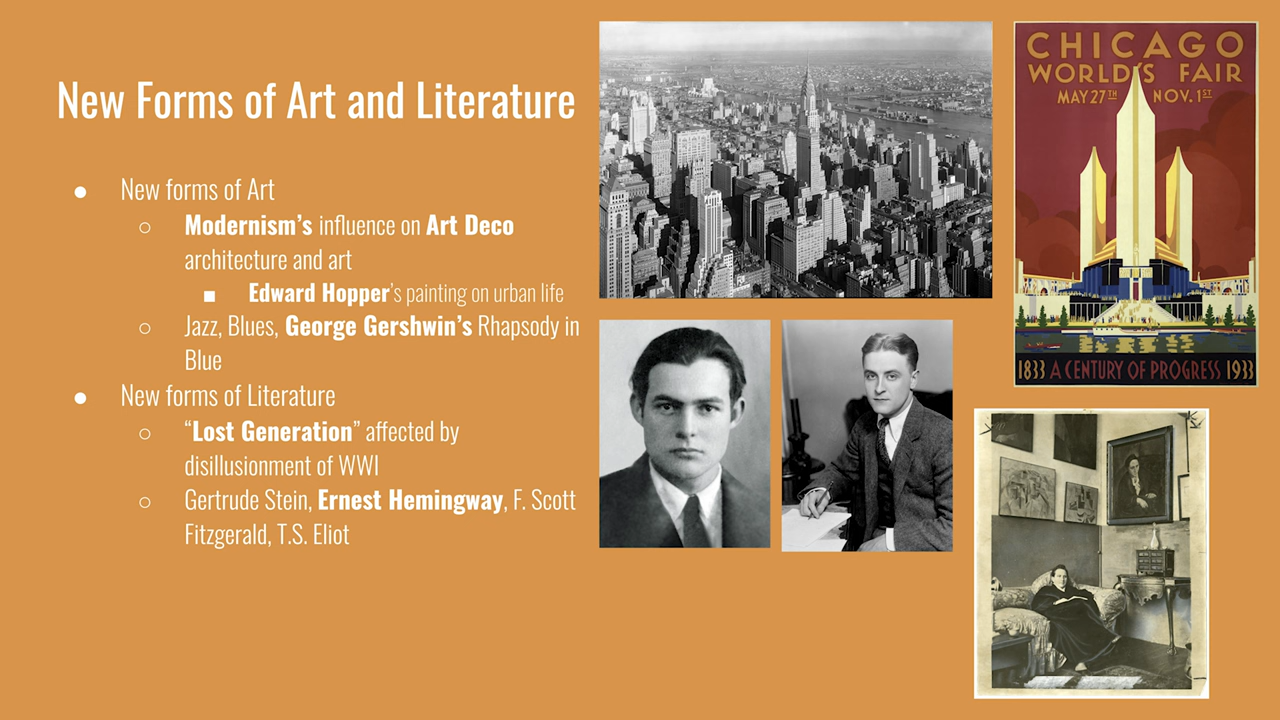 New Forms of Art and Literature
● New forms of Art
○ Modernism’s influence on Art Deco
architecture and art
■ Edward Hopper’s painting on urban life
○ Jazz, Blues, George Gershwin’s Rhapsody in
Blue
● New forms of Literature
○ “Lost Generation” affected by
disillusionment of WWI
○ Gertrude Stein, Ernest Hemingway, F. Scott
Fitzgerald, T.S. Eliot
CHICAGO
WORLD'S FAIR
MAY 27TH NOV. 1ST
1833 A CENTURY OF PROGRESS 1933